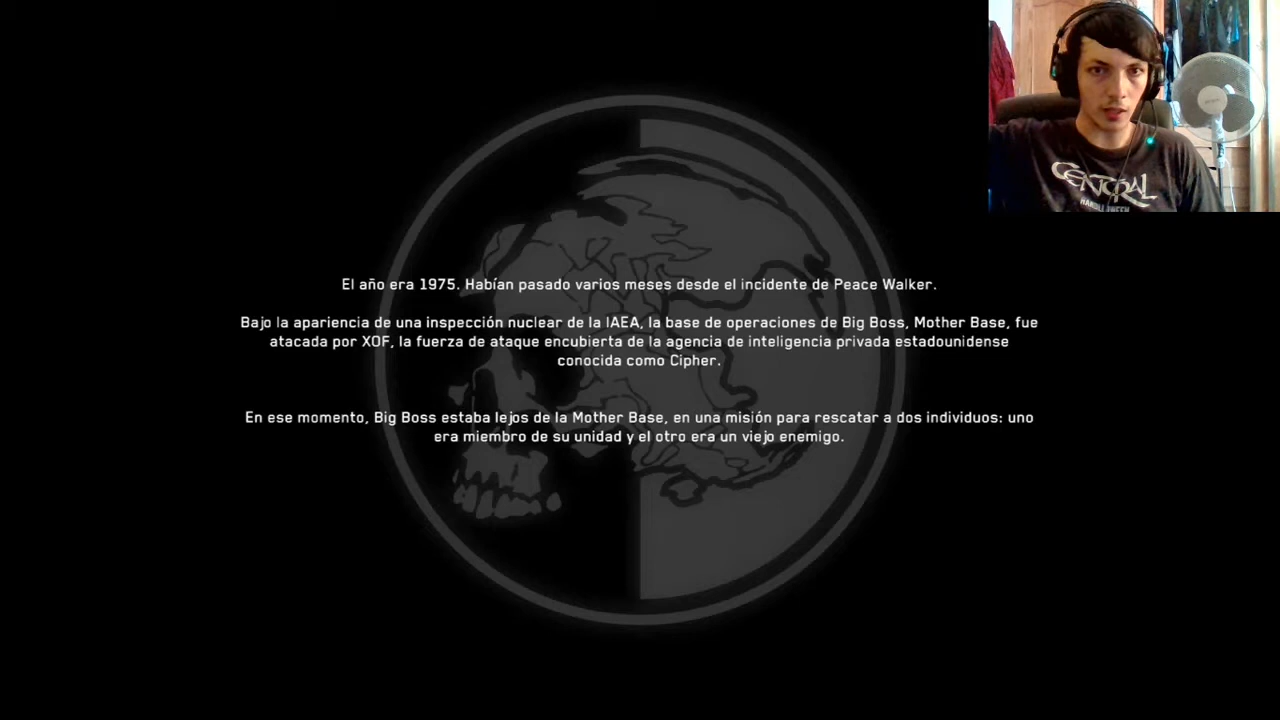 El año era 1975. Habían pasado varios meses desde el incidente de Peace Walker.
Bajo la apariencia de una inspección nuclear de la IAEA, la base de operaciones de Big Boss, Mother Base, fue
atacada por XOF, la fuerza de ataque encubierta de la agencia de inteligencia privada estadounidense
conocida como Cipher.
En ese momento, Big Boss estaba lejos de la Mother Base, en una misión para rescatar a dos individuos: uno
era miembro de su unidad y el otro era un viejo enemigo.